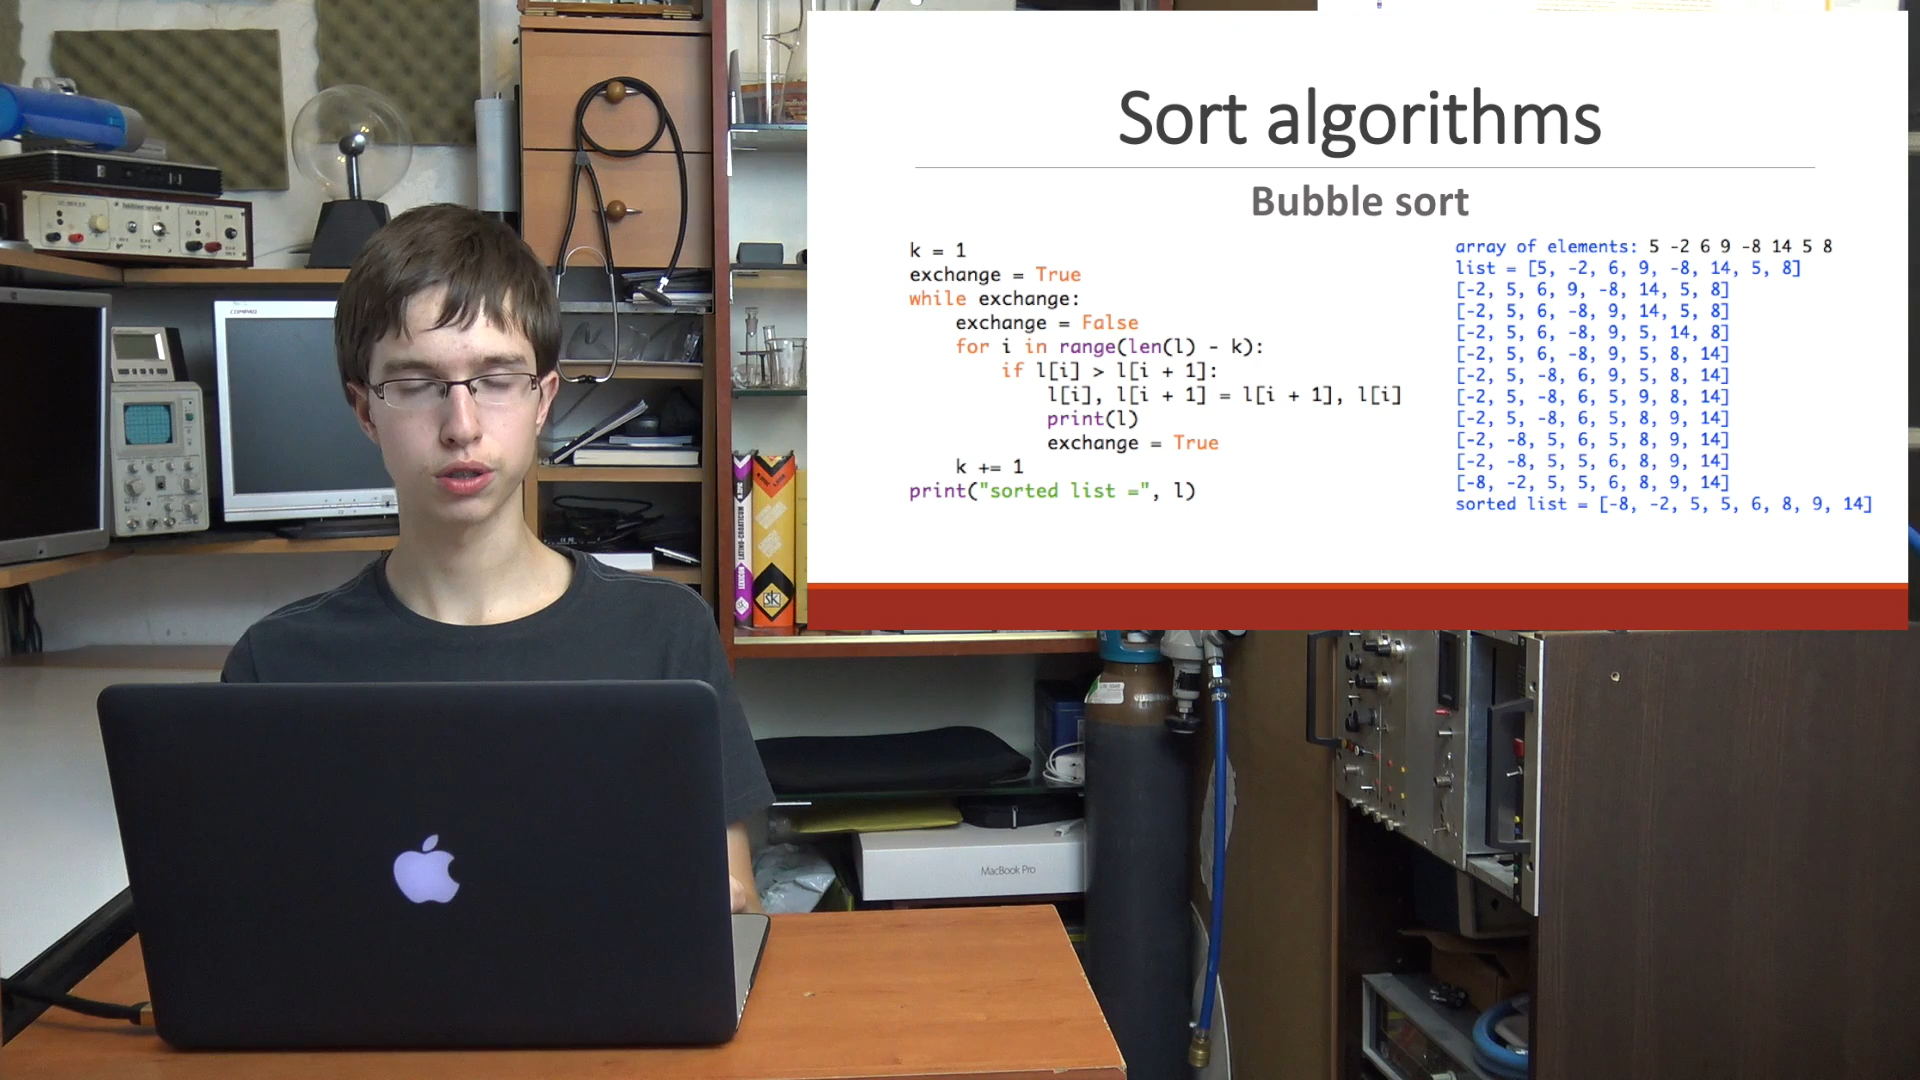 Sort algorithms
Bubble sort
k = 1
exchange = True
while exchange:
    exchange = False
    for i in range(len(l) - k):
        if l[i] > l[i + 1]:
            l[i], l[i + 1] = l[i + 1], l[i]
            print(l)
            exchange = True
    k += 1
print("sorted list =", l)
array of elements: 5 -2 6 9 -8 14 5 8
list = [5, -2, 6, 9, -8, 14, 5, 8]
[-2, 5, 6, 9, -8, 14, 5, 8]
[-2, 5, 6, -8, 9, 14, 5, 8]
[-2, 5, 6, -8, 9, 5, 14, 8]
[-2, 5, 6, -8, 9, 5, 8, 14]
[-2, 5, -8, 6, 9, 5, 8, 14]
[-2, 5, -8, 6, 5, 9, 8, 14]
[-2, 5, -8, 6, 5, 8, 9, 14]
[-2, -8, 5, 6, 5, 8, 9, 14]
[-2, -8, 5, 5, 6, 8, 9, 14]
[-8, -2, 5, 5, 6, 8, 9, 14]
sorted list = [-8, -2, 5, 5, 6, 8, 9, 14]
MacBook Pro